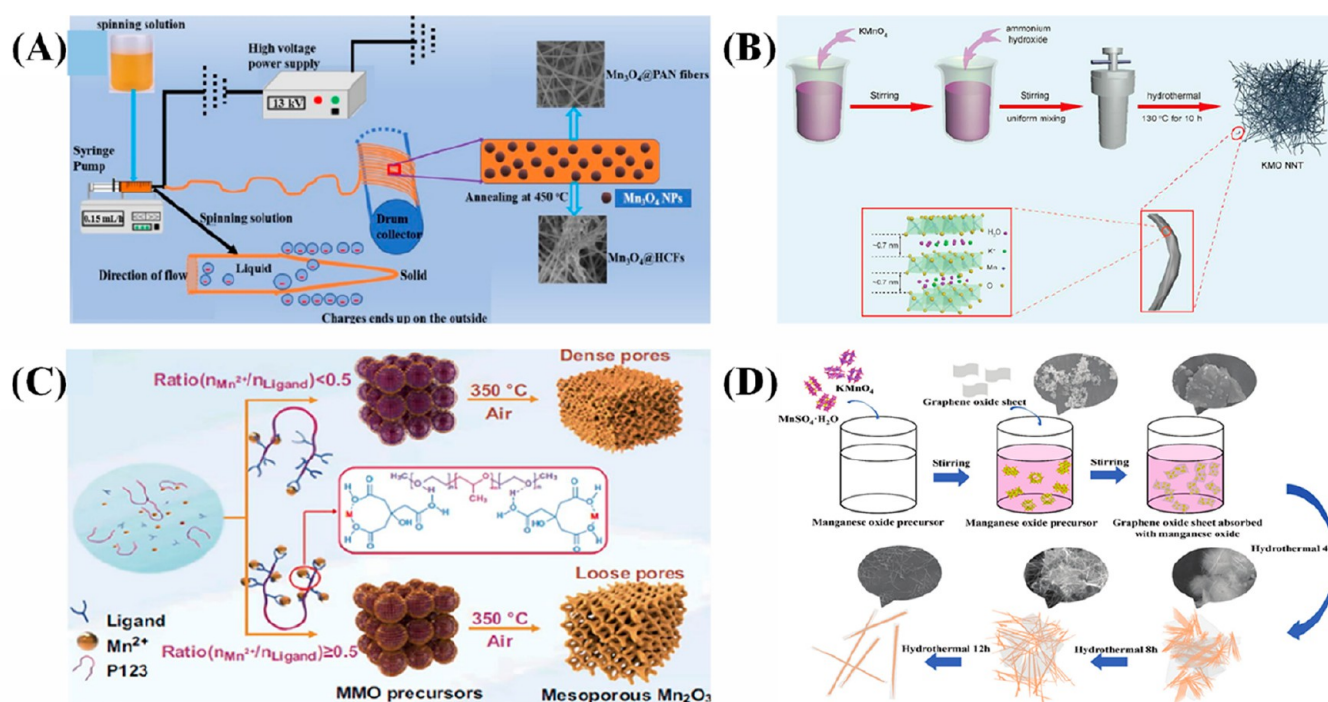 (A)
spinning solution
High voltage
power supply
13 kV
Syringe
Pump
0.15 mL/h
Spinning solution
Direction of flow
Liquid
Solid
Charges ends up on the outside
Drum
collector
Mn₃O₄@PAN fibers
Annealing at 450 °C
Mn₃O₄ NPs
Mn₃O₄@HCFs
(B)
KMnO₄
ammonium
hydroxide
Stirring
Stirring
uniform mixing
hydrothermal
130 °C for 10 h
KMO NNT
~0.7 nm
~0.7 nm
H₂O
K⁺
Mn
O
(C)
Ratio(nMn²⁺/nLigand)<0.5
350 °C
Air
Dense pores
H₃C
CH₃
CH₃
Ligand
Mn²⁺
P123
Ratio(nMn²⁺/nLigand)≥0.5
350 °C
Air
Loose pores
MMO precursors
Mesoporous Mn₂O₃
(D)
KMnO₄
MnSO₄·H₂O
Graphene oxide sheet
Stirring
Stirring
Manganese oxide precursor
Manganese oxide precursor
Graphene oxide sheet absorbed
with manganese oxide
Hydrothermal 4
Hydrothermal 12h
Hydrothermal 8h